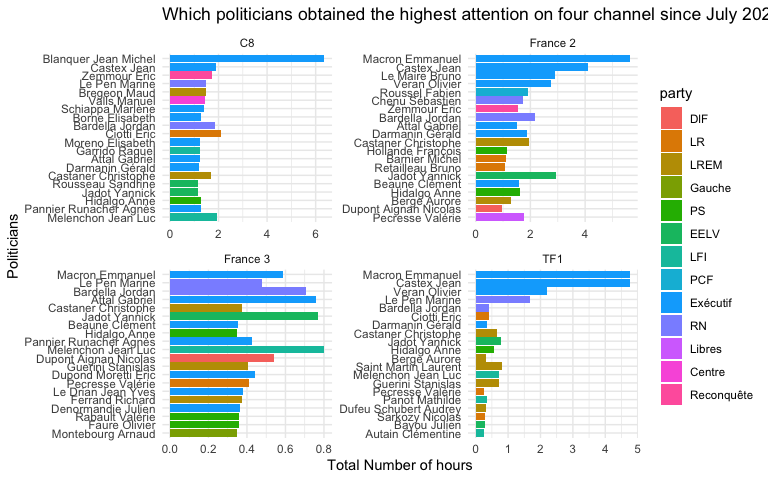 Which politicians obtained the highest attention on four channel since July 202
C8
Blanquer Jean Michel
Castex Jean
Zemmour Eric
Le Pen Marine
Bregeon Maud
Valls Manuel
Schiappa Marlène
Borne Elisabeth
Bardella Jordan
Ciotti Eric
Moreno Elisabeth
Garrido Raquel
Attal Gabriel
Darmanin Gérald
Castaner Christophe
Rousseau Sandrine
Jadot Yannick
Hidalgo Anne
Pannier Runacher Agnès
Mélenchon Jean Luc
0 2 4 6
France 2
Macron Emmanuel
Castex Jean
Le Maire Bruno
Veran Olivier
Roussel Fabien
Chenu Sébastien
Zemmour Eric
Bardella Jordan
Attal Gabriel
Darmanin Gérald
Castaner Christophe
Hollande François
Barnier Michel
Retailleau Bruno
Jadot Yannick
Beaune Clément
Hidalgo Anne
Bergé Aurore
Dupont Aignan Nicolas
Pecresse Valérie
0 2 4
France 3
Macron Emmanuel
Le Pen Marine
Bardella Jordan
Attal Gabriel
Castaner Christophe
Jadot Yannick
Beaune Clément
Hidalgo Anne
Pannier Runacher Agnès
Mélenchon Jean Luc
Dupont Aignan Nicolas
Guerini Stanislas
Dupond Moretti Eric
Pecresse Valérie
Le Drian Jean Yves
Ferrand Richard
Denormandie Julien
Rabault Valérie
Faure Olivier
Montebourg Arnaud
0.0 0.2 0.4 0.6 0.8
TF1
Macron Emmanuel
Castex Jean
Veran Olivier
Le Pen Marine
Bardella Jordan
Ciotti Eric
Darmanin Gérald
Castaner Christophe
Jadot Yannick
Hidalgo Anne
Bergé Aurore
Saint Martin Laurent
Mélenchon Jean Luc
Guerini Stanislas
Pecresse Valérie
Panot Mathilde
Dufeu Schubert Audrey
Sarkozy Nicolas
Bayou Julien
Autain Clémentine
0 1 2 3 4 5
Politicians
Total Number of hours
party
DIF
LR
LREM
Gauche
PS
EELV
LFI
PCF
Exécutif
RN
Libres
Centre
Reconquête